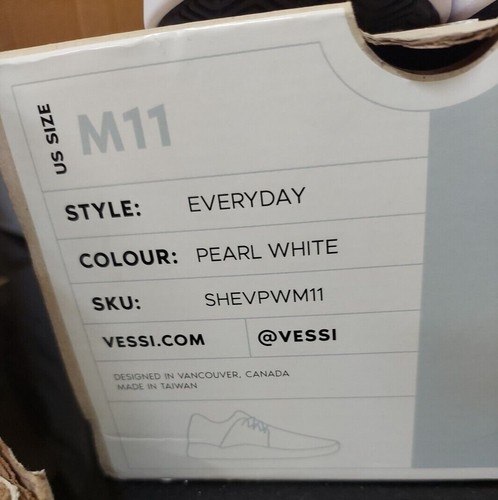 US SIZE M11
STYLE: EVERYDAY
COLOUR: PEARL WHITE
SKU: SHEVPWM11
VESSI.COM @VESSI
DESIGNED IN VANCOUVER, CANADA
MADE IN TAIWAN